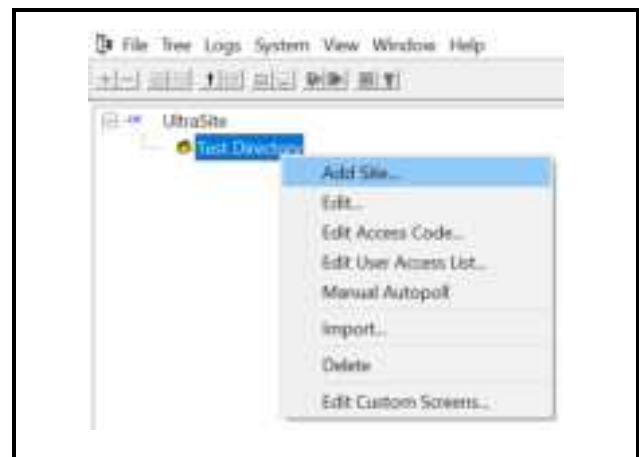 File Tree Logs System View Window Help
UltraSite
Test Directory
Add Site...
Edit...
Edit Access Code...
Edit User Access List...
Manual Autopoll
Import...
Delete
Edit Custom Screens...